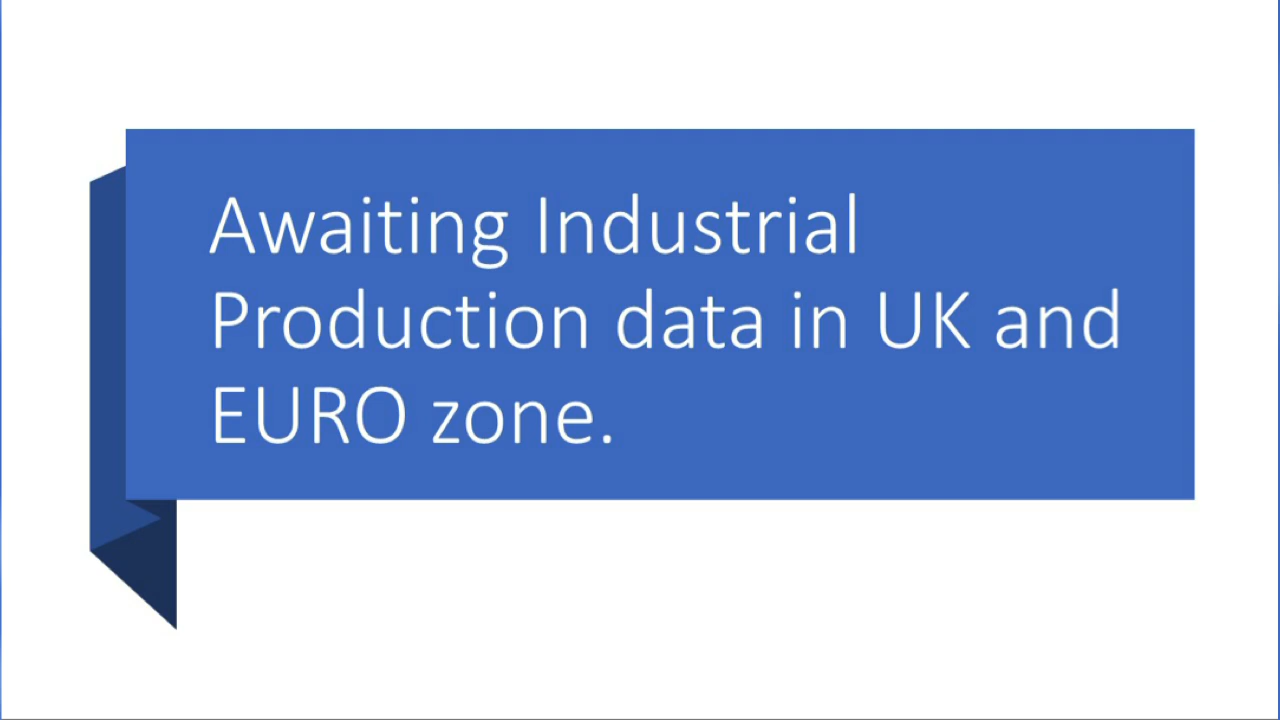 Awaiting Industrial
Production data in UK and
EURO zone.